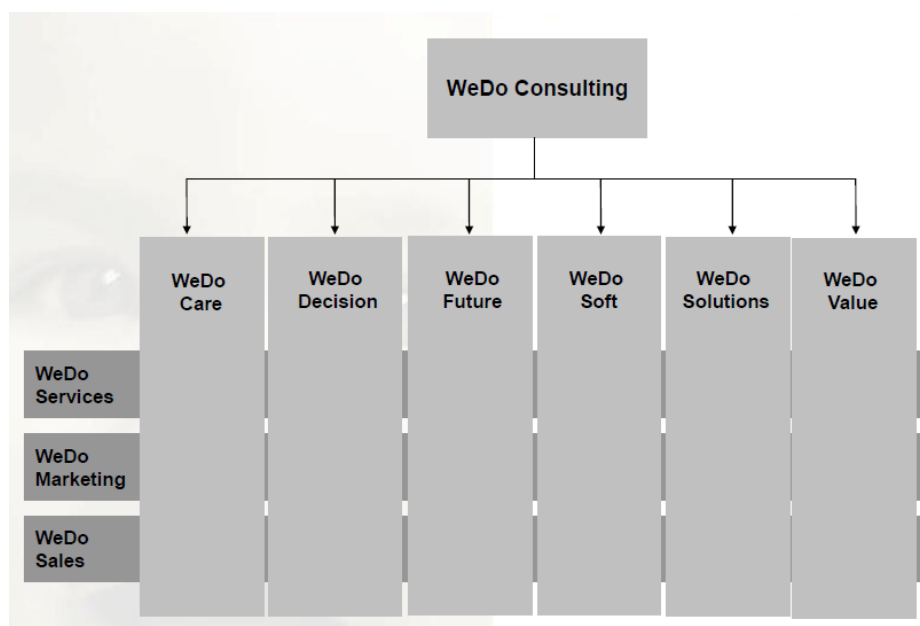 WeDo Consulting
WeDo
Care
WeDo
Decision
WeDo
Future
WeDo
Soft
WeDo
Solutions
WeDo
Value
WeDo
Services
WeDo
Marketing
WeDo
Sales